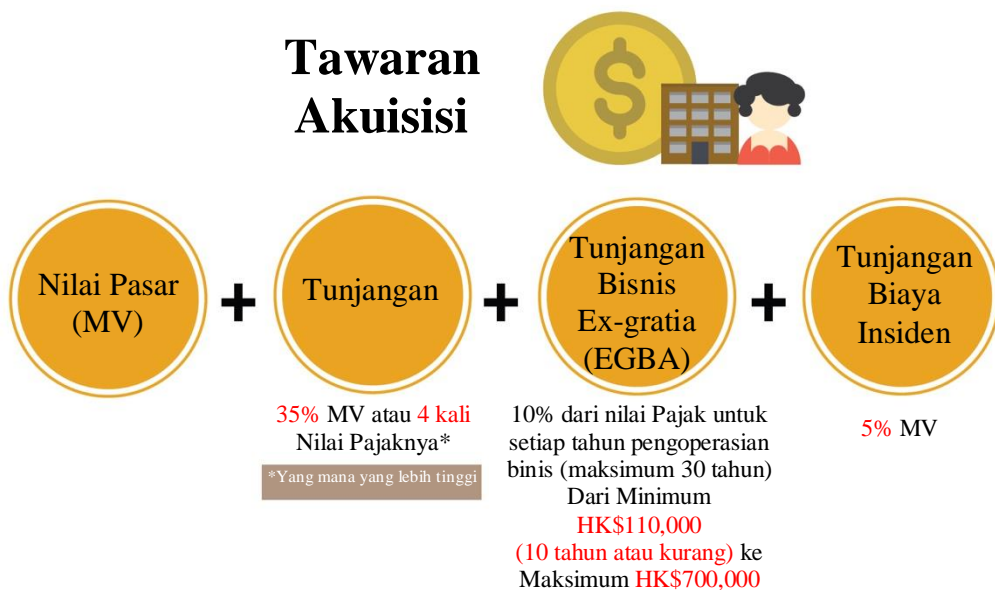 Tawaran
Akuisisi
$
Nilai Pasar
(MV)
+
Tunjangan
+
Tunjangan
Bisnis
Ex-gratia
(EGBA)
+
Tunjangan
Biaya
Insiden
35% MV atau 4 kali
Nilai Pajaknya*
*Yang mana yang lebih tinggi
10% dari nilai Pajak untuk
setiap tahun pengoperasian
binis (maksimum 30 tahun)
Dari Minimum
HK$110,000
(10 tahun atau kurang) ke
Maksimum HK$700,000
5% MV